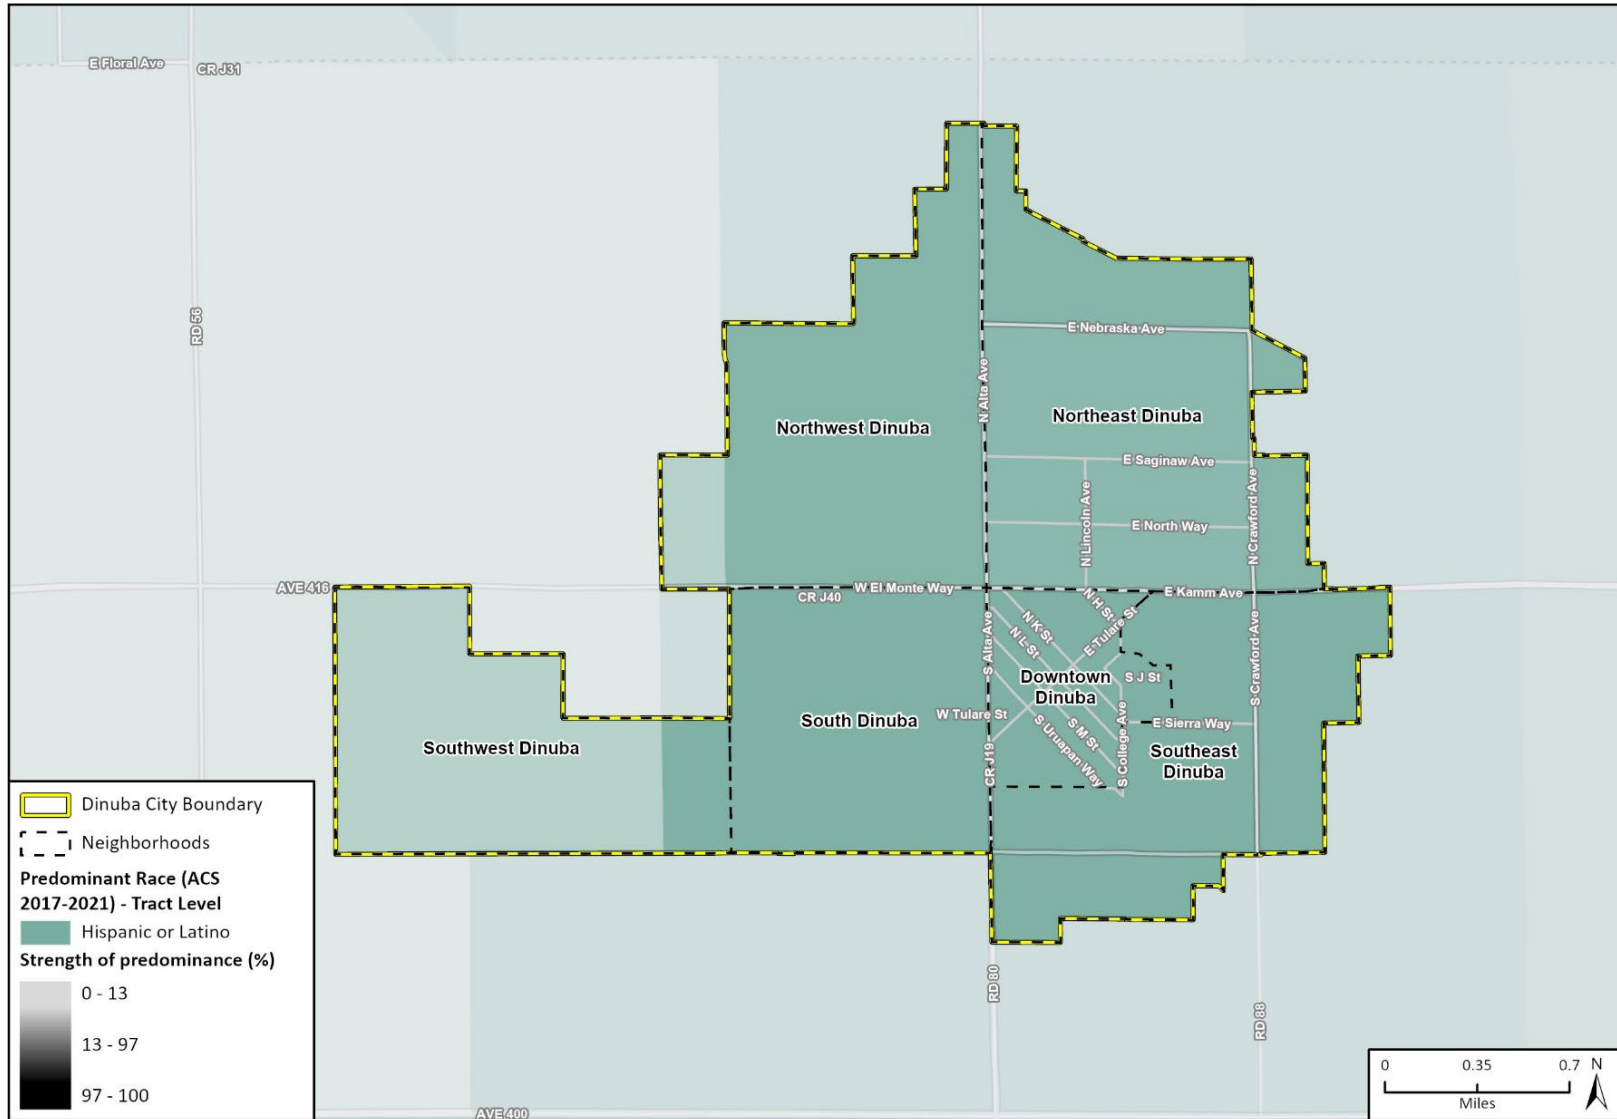 E Floral Ave
CR J31
RD 56
E Nebraska Ave
N Alta Ave
Northwest Dinuba
Northeast Dinuba
E Saginaw Ave
N Lincoln Ave
N Crawford Ave
E North Way
AVE 416
W El Monte Way
CR J40
E Kamm Ave
N H St
N K St
E Tulare St
N L St
S Alta Ave
S Crawford Ave
Downtown
Dinuba
S J St
South Dinuba
W Tulare St
S Uruapan Way
S M St
S College Ave
E Sierra Way
Southwest Dinuba
CR J19
Southeast
Dinuba
RD 80
RD 88
AVE 400
Dinuba City Boundary
Neighborhoods
Predominant Race (ACS
2017-2021) - Tract Level
Hispanic or Latino
Strength of predominance (%)
0 - 13
13 - 97
97 - 100
0 0.35 0.7 N
Miles